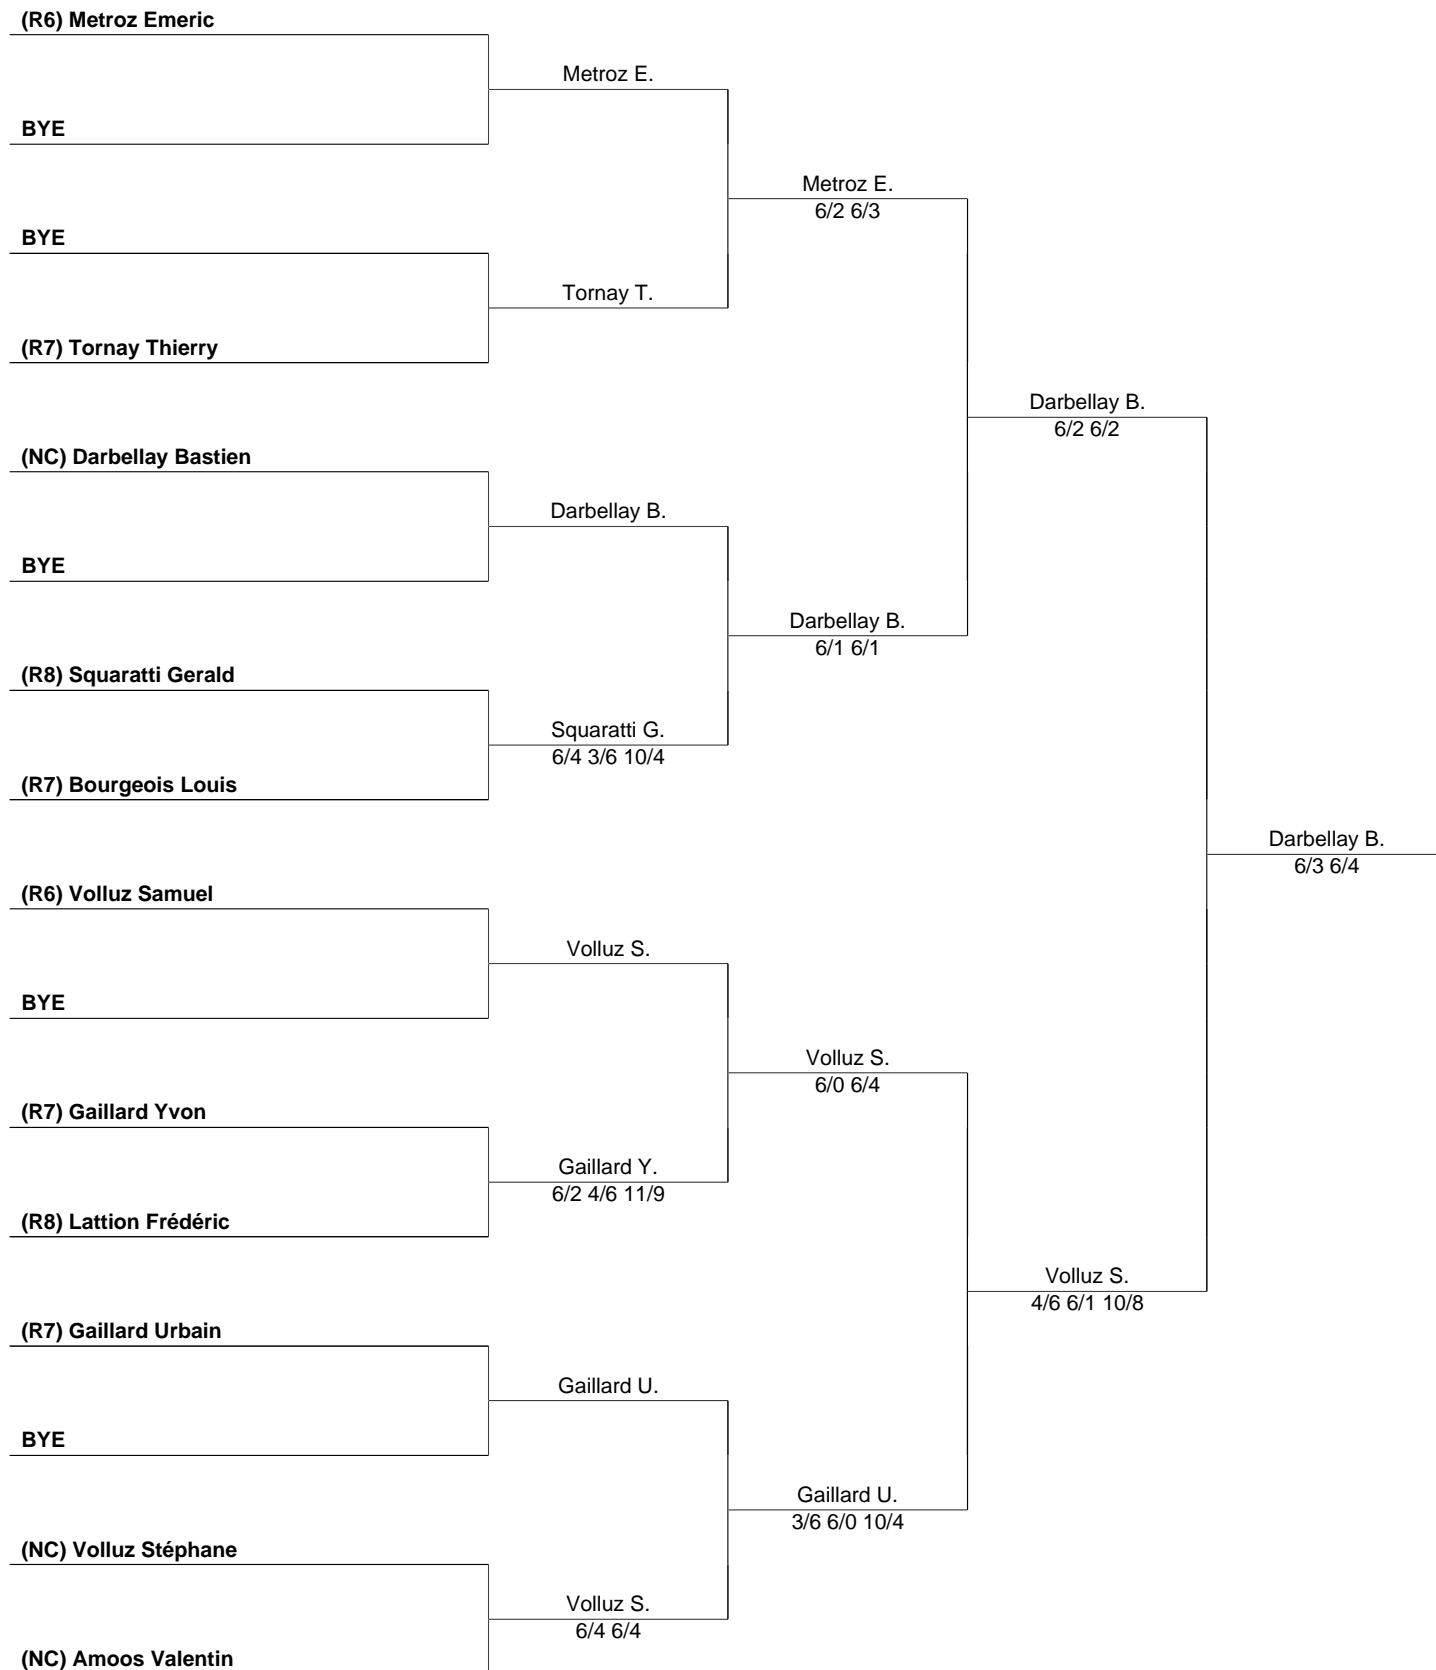 (R6) Metroz Emeric
Metroz E.
BYE
Metroz E.
6/2 6/3
BYE
Tornay T.
(R7) Tornay Thierry
Darbellay B.
6/2 6/2
(NC) Darbellay Bastien
Darbellay B.
BYE
Darbellay B.
6/1 6/1
(R8) Squaratti Gerald
Squaratti G.
6/4 3/6 10/4
(R7) Bourgeois Louis
Darbellay B.
6/3 6/4
(R6) Volluz Samuel
Volluz S.
BYE
Volluz S.
6/0 6/4
(R7) Gaillard Yvon
Gaillard Y.
6/2 4/6 11/9
(R8) Lattion Frédéric
Volluz S.
4/6 6/1 10/8
(R7) Gaillard Urbain
Gaillard U.
BYE
Gaillard U.
3/6 6/0 10/4
(NC) Volluz Stéphane
Volluz S.
6/4 6/4
(NC) Amoos Valentin